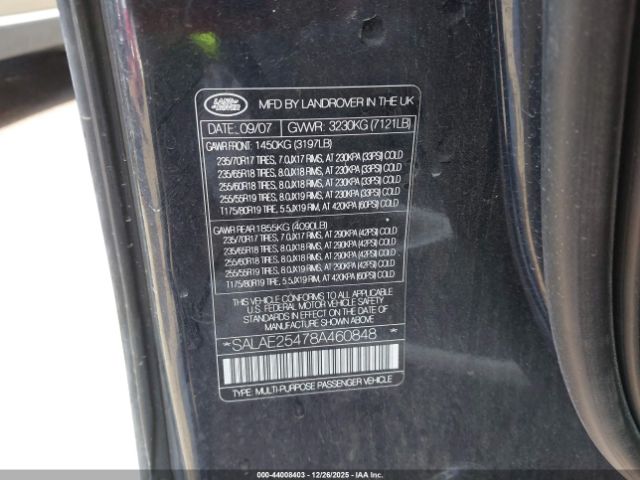 LAND ROVER
MFD BY LANDROVER IN THE UK
DATE: 09/07 GVWR: 3230KG (7121LB)
GAWR FRONT: 1450KG (3197LB)
235/70R17 TIRES, 7.0JX17 RIMS, AT 230KPA (33PSI) COLD
235/65R18 TIRES, 8.0JX18 RIMS, AT 230KPA (33PSI) COLD
255/60R18 TIRES, 8.0JX18 RIMS, AT 230KPA (33PSI) COLD
255/55R19 TIRES, 8.0JX19 RIMS, AT 230KPA (33PSI) COLD
T175/80R19 TIRE, 5.5JX19 RIM, AT 420KPA (60PSI) COLD
GAWR REAR 1855KG (4090LB)
235/70R17 TIRES, 7.0JX17 RIMS, AT 290KPA (42PSI) COLD
235/65R18 TIRES, 8.0JX18 RIMS, AT 290KPA (42PSI) COLD
255/60R18 TIRES, 8.0JX18 RIMS, AT 290KPA (42PSI) COLD
255/55R19 TIRES, 8.0JX19 RIMS, AT 290KPA (42PSI) COLD
T175/80R19 TIRE, 5.5JX19 RIM, AT 420KPA (60PSI) COLD
THIS VEHICLE CONFORMS TO ALL APPLICABLE
U.S. FEDERAL MOTOR VEHICLE SAFETY
STANDARDS IN EFFECT ON THE DATE OF
MANUFACTURE SHOWN ABOVE
*SALAE25478A460848 *
TYPE: MULTI-PURPOSE PASSENGER VEHICLE
000-44008403 - 12/26/2025 - IAAI.COM